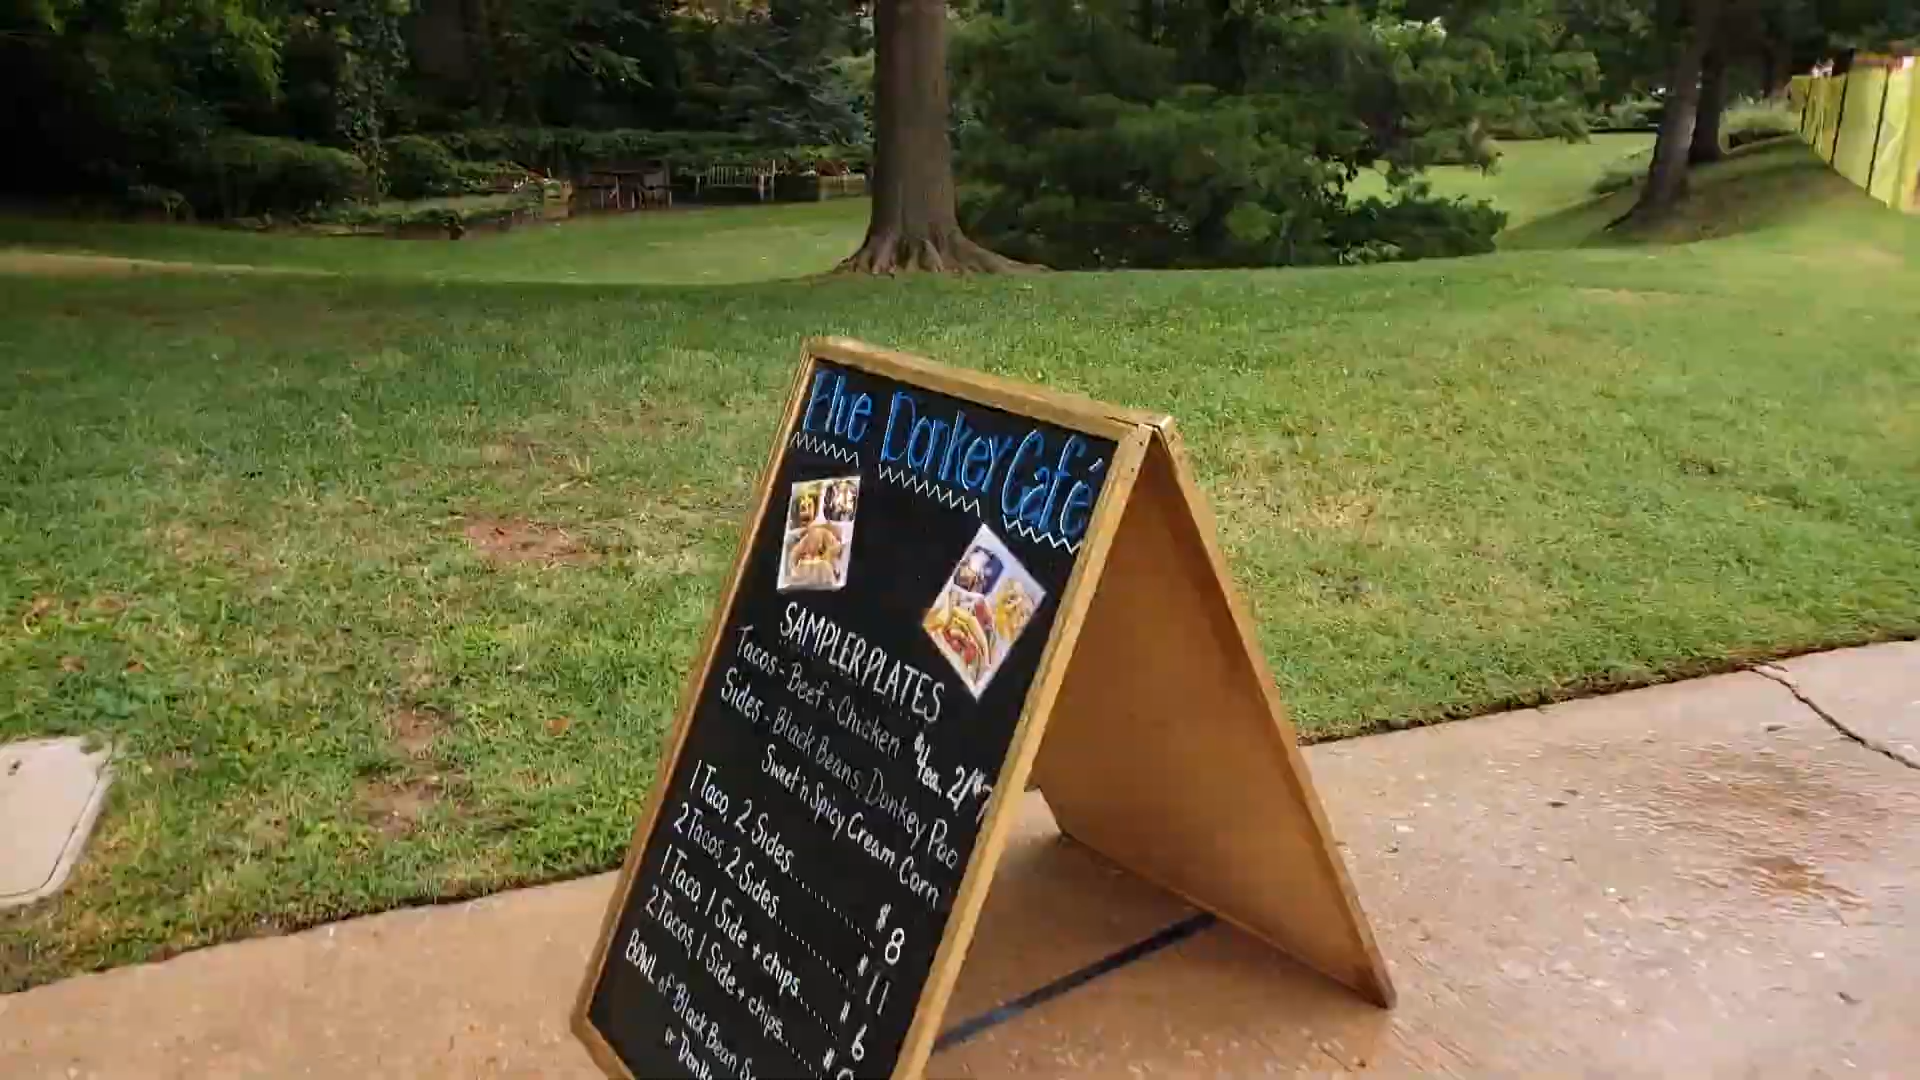 Blue Donkey Café
SAMPLER PLATES
Tacos - Beef - Chicken $4ea. 2/$7
Sides - Black Beans, Donkey Poo
Sweet 'n Spicy Cream Corn
1 Taco, 2 Sides............$8
2 Tacos, 2 Sides............$11
1 Taco, 1 Side + chips......$6
2 Tacos, 1 Side + chips......$
BOWL of Black Bean
or